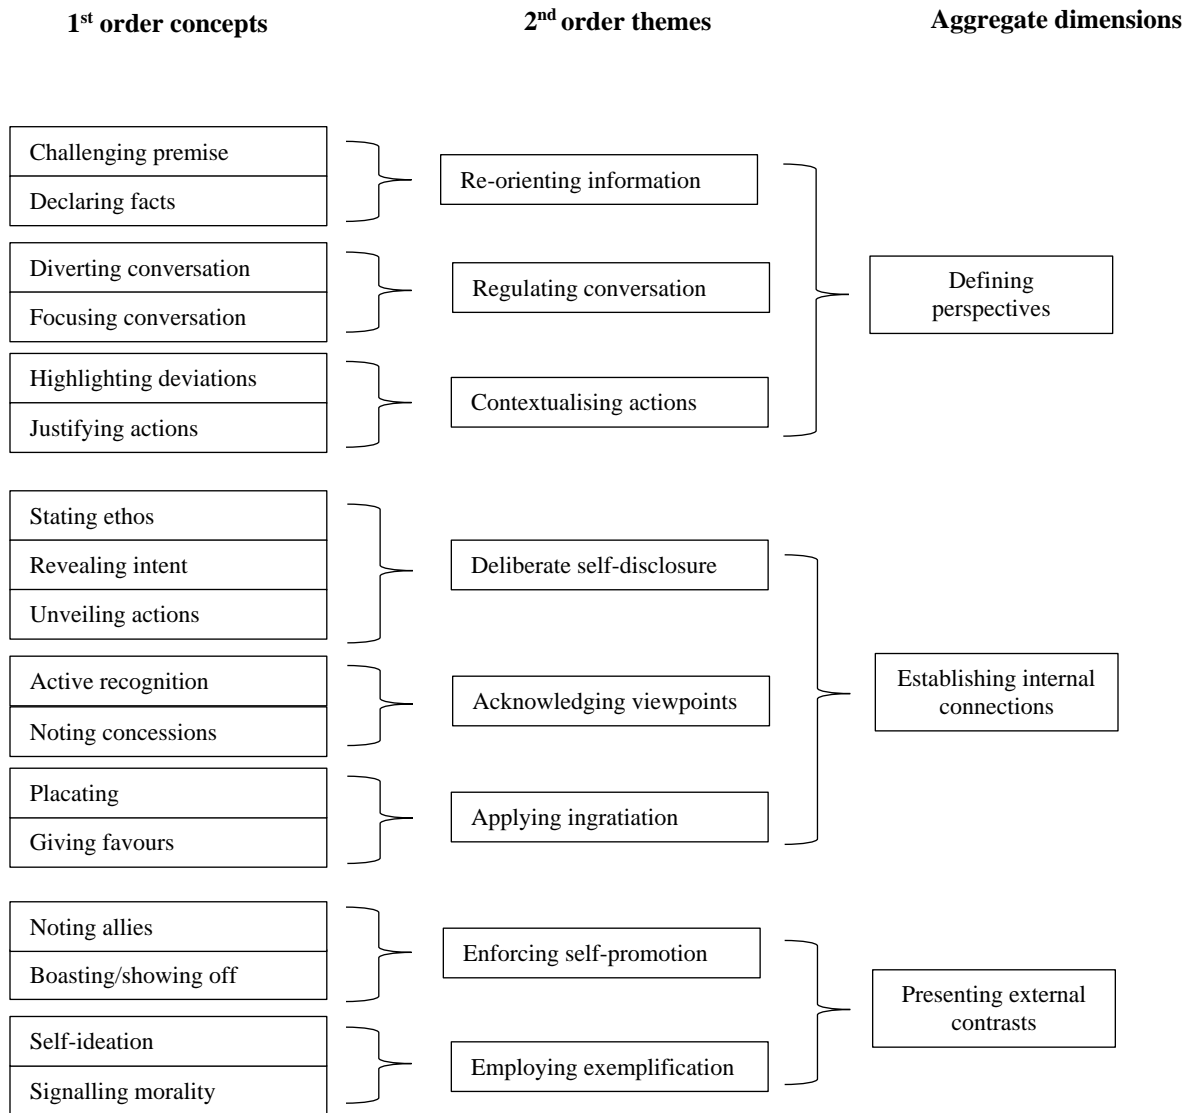 1st order concepts
2nd order themes
Aggregate dimensions
Challenging premise
Declaring facts
Re-orienting information
Diverting conversation
Focusing conversation
Regulating conversation
Highlighting deviations
Justifying actions
Contextualising actions
Defining
perspectives
Stating ethos
Revealing intent
Unveiling actions
Deliberate self-disclosure
Active recognition
Noting concessions
Acknowledging viewpoints
Placating
Giving favours
Applying ingratiation
Establishing internal
connections
Noting allies
Boasting/showing off
Enforcing self-promotion
Self-ideation
Signalling morality
Employing exemplification
Presenting external
contrasts